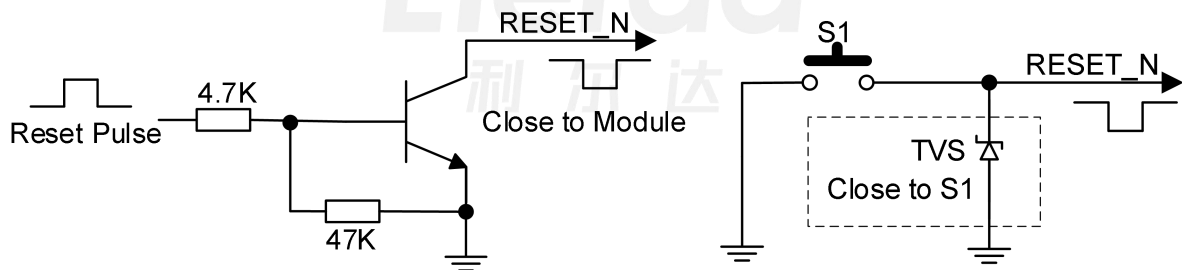 RESET_N
S1
RESET_N
4.7K
利尔达
Reset Pulse
Close to Module
TVS
Close to S1
47K